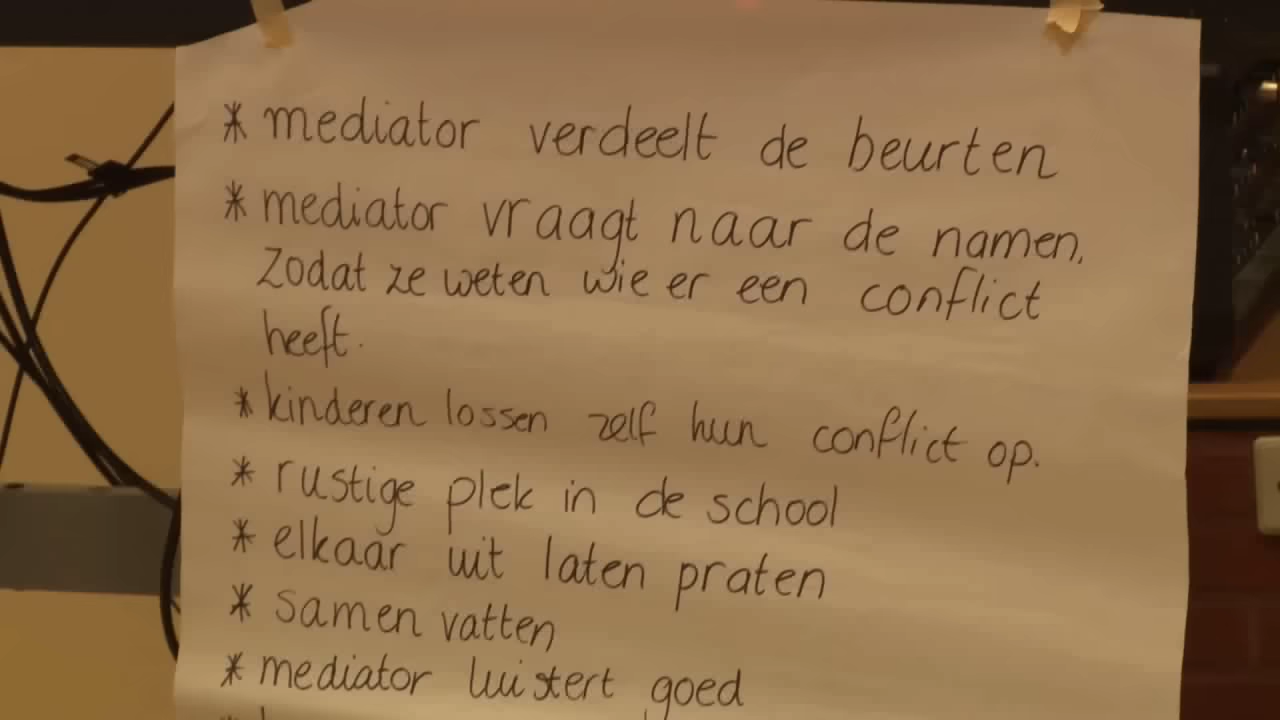 * mediator verdeelt de beurten
* mediator vraagt naar de namen,
Zodat ze weten wie er een conflict
heeft.
* kinderen lossen zelf hun conflict op.
* rustige plek in de school
* elkaar uit laten praten
* samen vatten
* mediator luistert goed